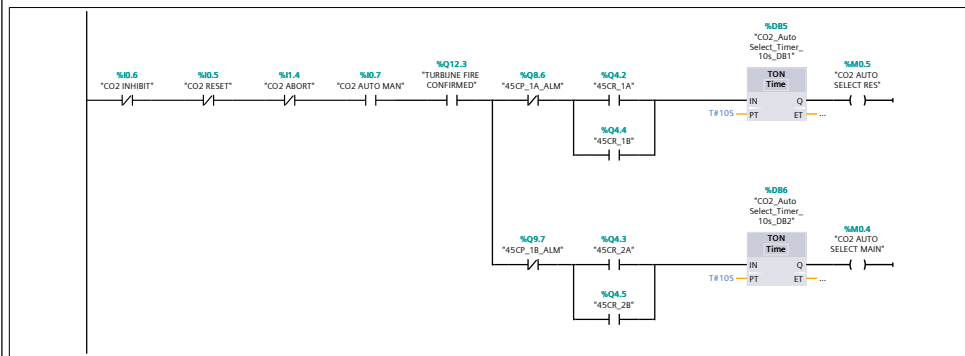 %DB5
"CO2_Auto
Select_Timer_
10s_DB1"
%I0.6
"CO2 INHIBIT"
%I0.5
"CO2 RESET"
%I1.4
"CO2 ABORT"
%I0.7
"CO2 AUTO MAN"
%Q12.3
"TURBIJNE FIRE
CONFIRMED"
%Q8.6
"45CP_1A_ALM"
%Q4.2
"45CR_1A"
TON
Time
%M0.5
"CO2 AUTO
SELECT RES"
IN
Q
T#10S
PT
ET
...
%Q4.4
"45CR_1B"
%DB6
"CO2_Auto
Select_Timer_
10s_DB2"
%Q9.7
"45CP_1B_ALM"
%Q4.3
"45CR_2A"
TON
Time
%M0.4
"CO2 AUTO
SELECT MAIN"
IN
Q
T#10S
PT
ET
...
%Q4.5
"45CR_2B"